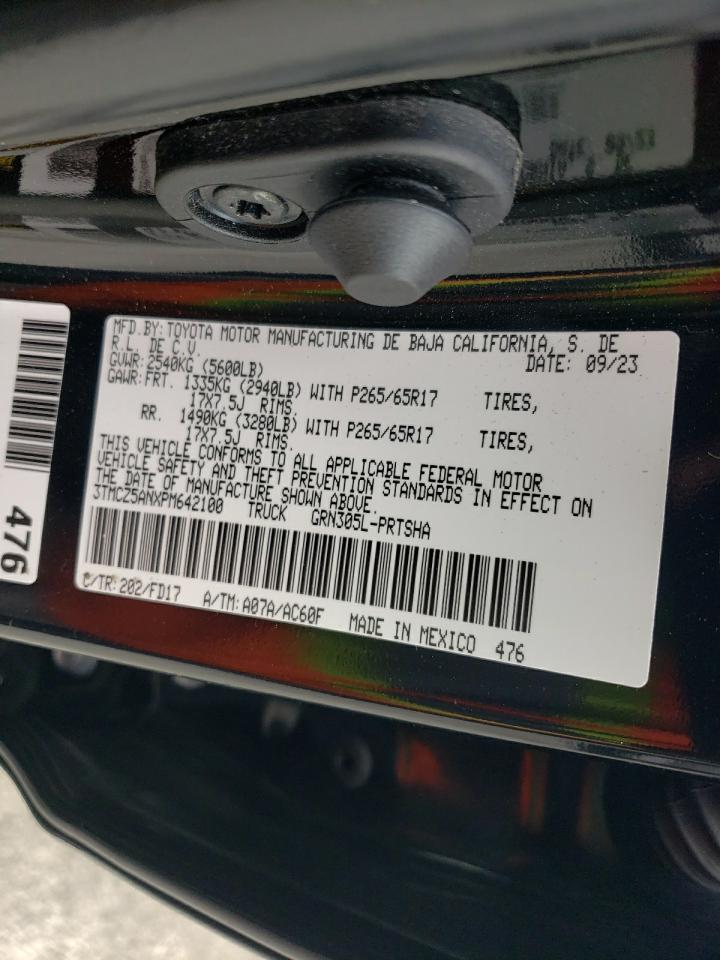 MFD.BY:TOYOTA MOTOR MANUFACTURING DE BAJA CALIFORNIA, S. DE
R.L. DE C.V. DATE: 09/23
GVWR:2540KG (5600LB)
GAWR:FRT. 1335KG (2940LB) WITH P265/65R17 TIRES,
17X7.5J RIMS.
RR. 1490KG (3280LB) WITH P265/65R17 TIRES,
17X7.5J RIMS.
THIS VEHICLE CONFORMS TO ALL APPLICABLE FEDERAL MOTOR
VEHICLE SAFETY AND THEFT PREVENTION STANDARDS IN EFFECT ON
THE DATE OF MANUFACTURE SHOWN ABOVE.
3TMCZ5ANXPM642100 TRUCK GRN305L-PRTSHA
C/TR:202/FD17 A/TM:A07A/AC60F MADE IN MEXICO 476
476